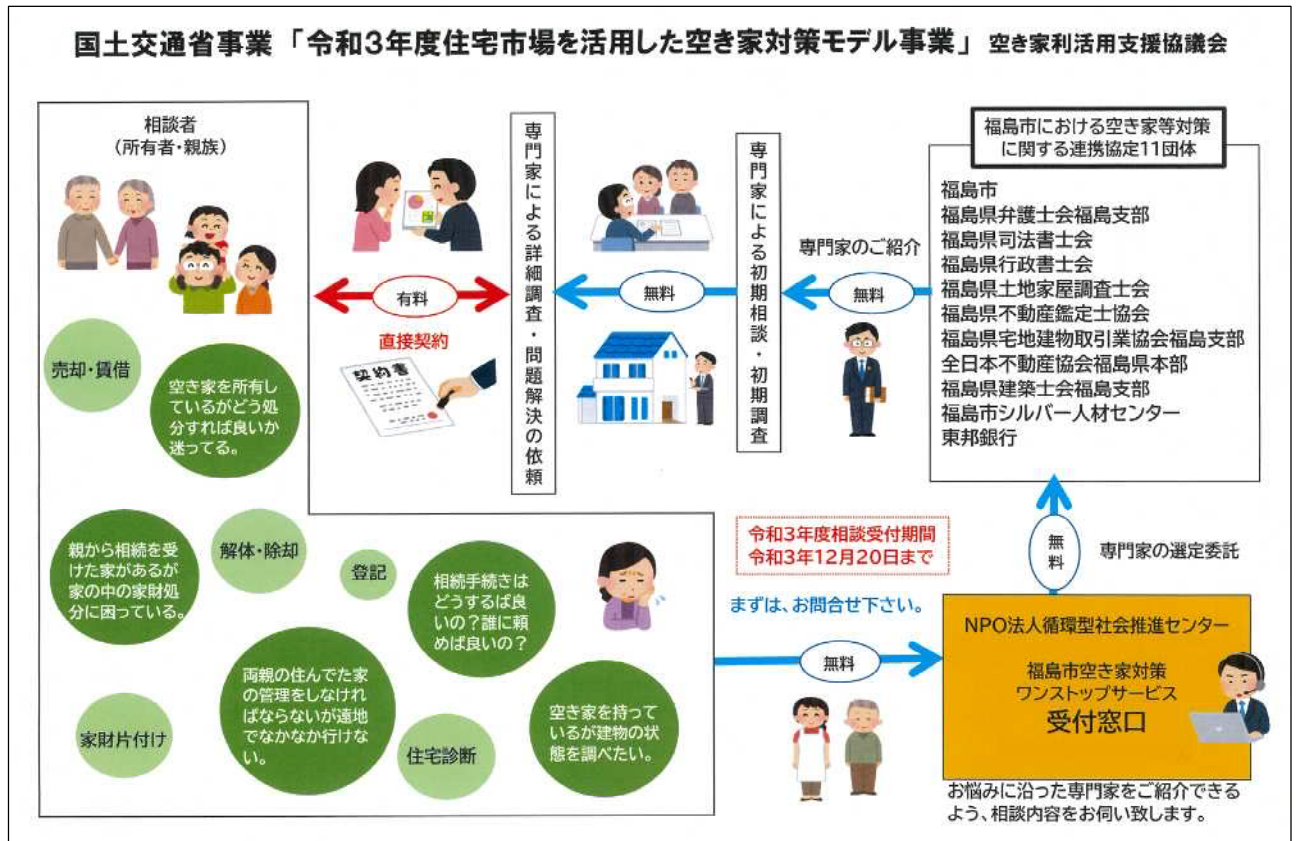 国土交通省事業 「令和3年度住宅市場を活用した空き家対策モデル事業」 空き家利活用支援協議会
相談者
(所有者・親族)
売却・賃借
空き家を所有し
ているがどう処
分すれば良いか
迷ってる。
親から相続を受
けた家があるが
家の中の家財処
分に困っている。
解体・除却
登記
相続手続きは
どうするば良
いの？誰に頼
めば良いの？
両親の住んでた家
の管理をしなけれ
ばならないが遠地
でなかなか行けな
い。
家財片付け
住宅診断
空き家を持って
いるが建物の状
態を調べたい。
有料
直接契約
契約書
専門家による詳細調査・問題解決の依頼
無料
専門家による初期相談・初期調査
専門家のご紹介
無料
福島市における空き家等対策
に関する連携協定11団体
福島市
福島県弁護士会福島支部
福島県司法書士会
福島県行政書士会
福島県土地家屋調査士会
福島県不動産鑑定士協会
福島県宅地建物取引業協会福島支部
全日本不動産協会福島県本部
福島県建築士会福島支部
福島市シルバー人材センター
東邦銀行
無料
専門家の選定委託
令和3年度相談受付期間
令和3年12月20日まで
まずは、お問合せ下さい。
無料
NPO法人循環型社会推進センター
福島市空き家対策
ワンストップサービス
受付窓口
お悩みに沿った専門家をご紹介できる
よう、相談内容をお伺い致します。